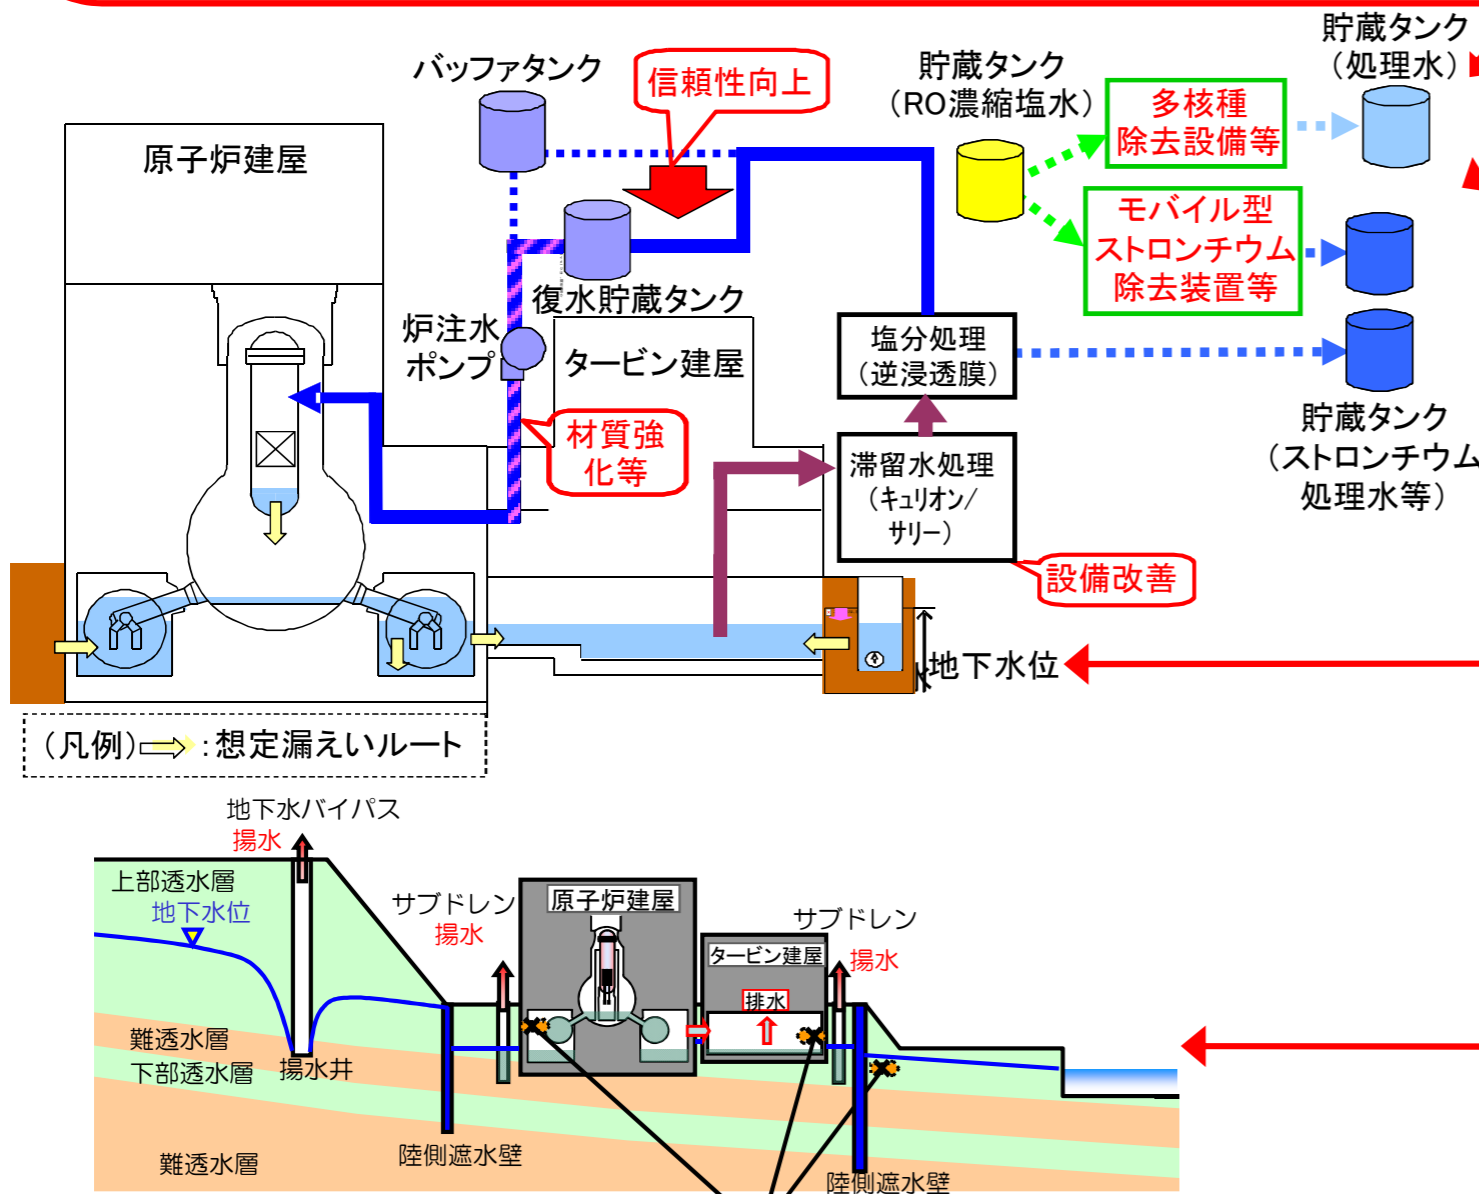 貯蔵タンク
（処理水）
バッファタンク
信頼性向上
貯蔵タンク
（RO濃縮塩水）
多核種
除去設備等
原子炉建屋
モバイル型
ストロンチウム
除去装置等
復水貯蔵タンク
炉注水
ポンプ
タービン建屋
塩分処理
（逆浸透膜）
貯蔵タンク
（ストロンチウム
処理水等）
材質強
化等
滞留水処理
（キュリオン/
サリー）
設備改善
地下水位
（凡例）　：想定漏えいルート
地下水バイパス
揚水
上部透水層
地下水位
サブドレン
揚水
原子炉建屋
サブドレン
揚水
タービン建屋
排水
難透水層
下部透水層
揚水井
難透水層
陸側遮水壁
陸側遮水壁